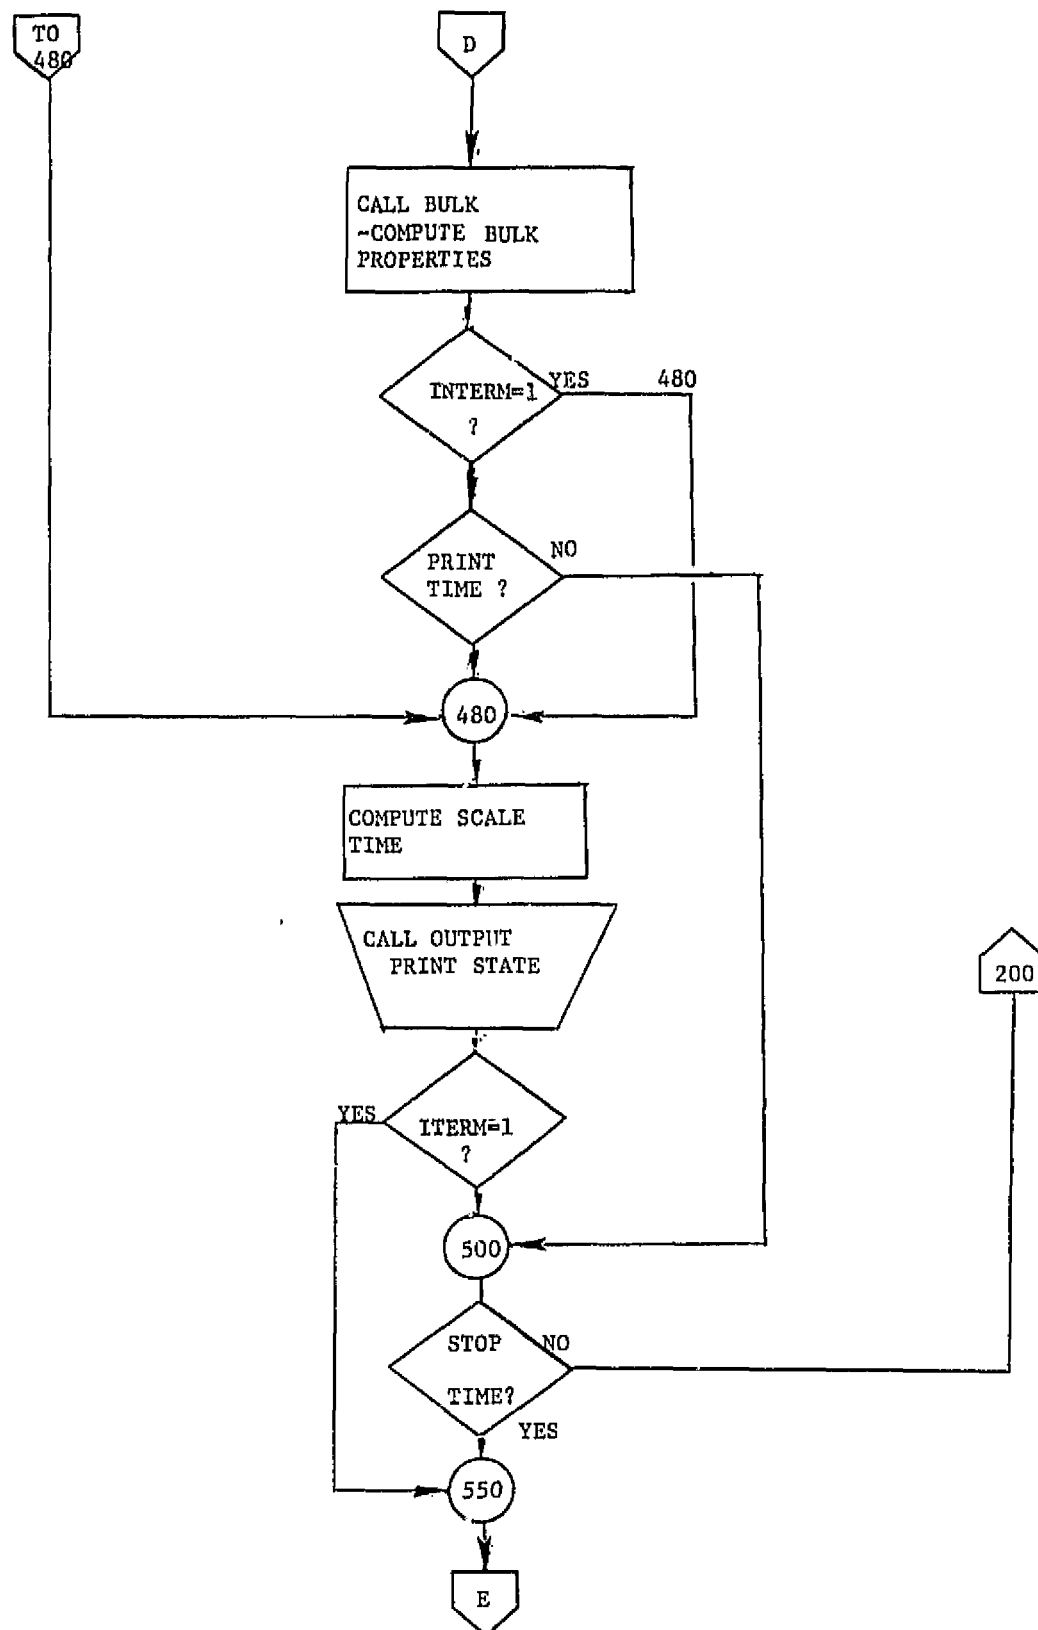 TO
480
D
CALL BULK
-COMPUTE BULK
PROPERTIES
INTERM=1
?
YES
480
PRINT
TIME ?
NO
480
COMPUTE SCALE
TIME
CALL OUTPUT
PRINT STATE
200
YES
ITERM=1
?
500
STOP
TIME?
NO
YES
550
E